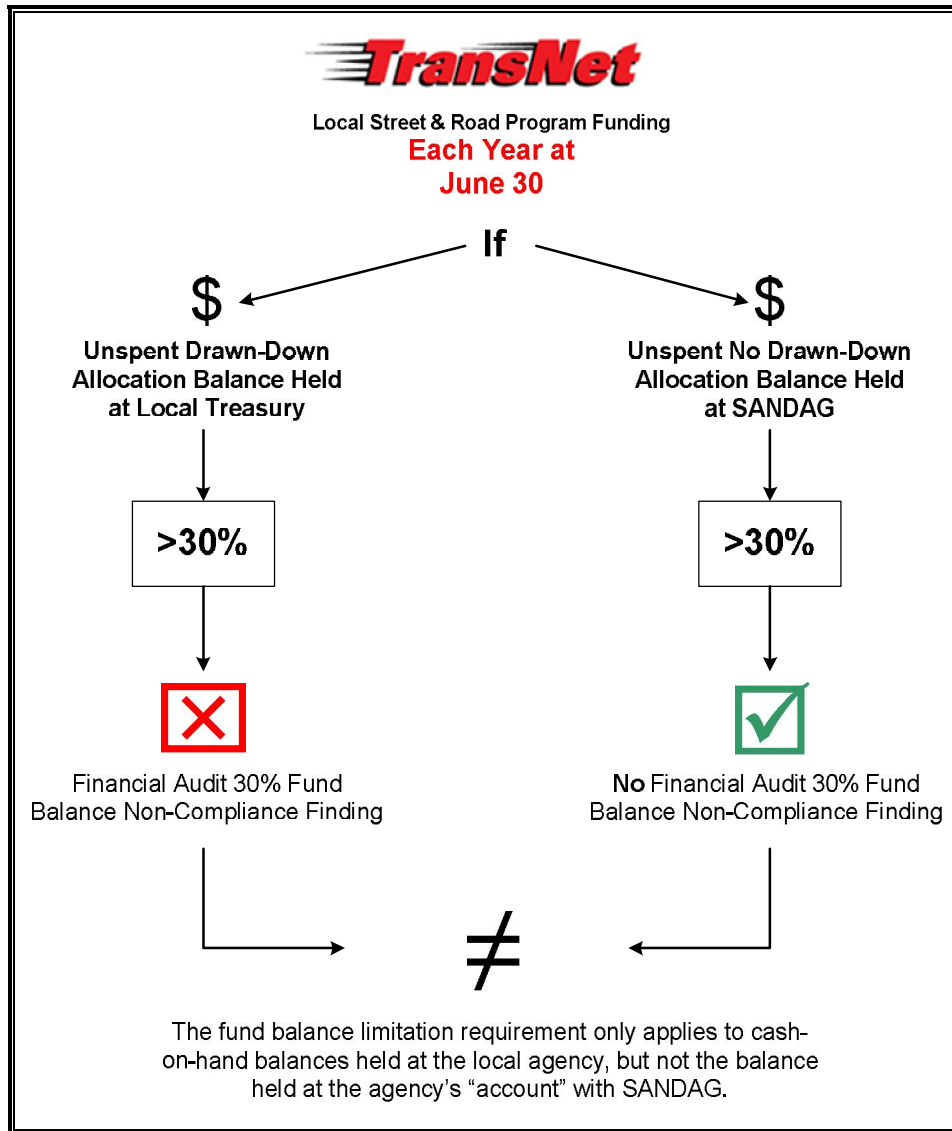 TransNet
Local Street & Road Program Funding
Each Year at
June 30
If
$
Unspent Drawn-Down
Allocation Balance Held
at Local Treasury
>30%
Financial Audit 30% Fund
Balance Non-Compliance Finding
$
Unspent No Drawn-Down
Allocation Balance Held
at SANDAG
>30%
No Financial Audit 30% Fund
Balance Non-Compliance Finding
≠
The fund balance limitation requirement only applies to cash-
on-hand balances held at the local agency, but not the balance
held at the agency’s “account” with SANDAG.